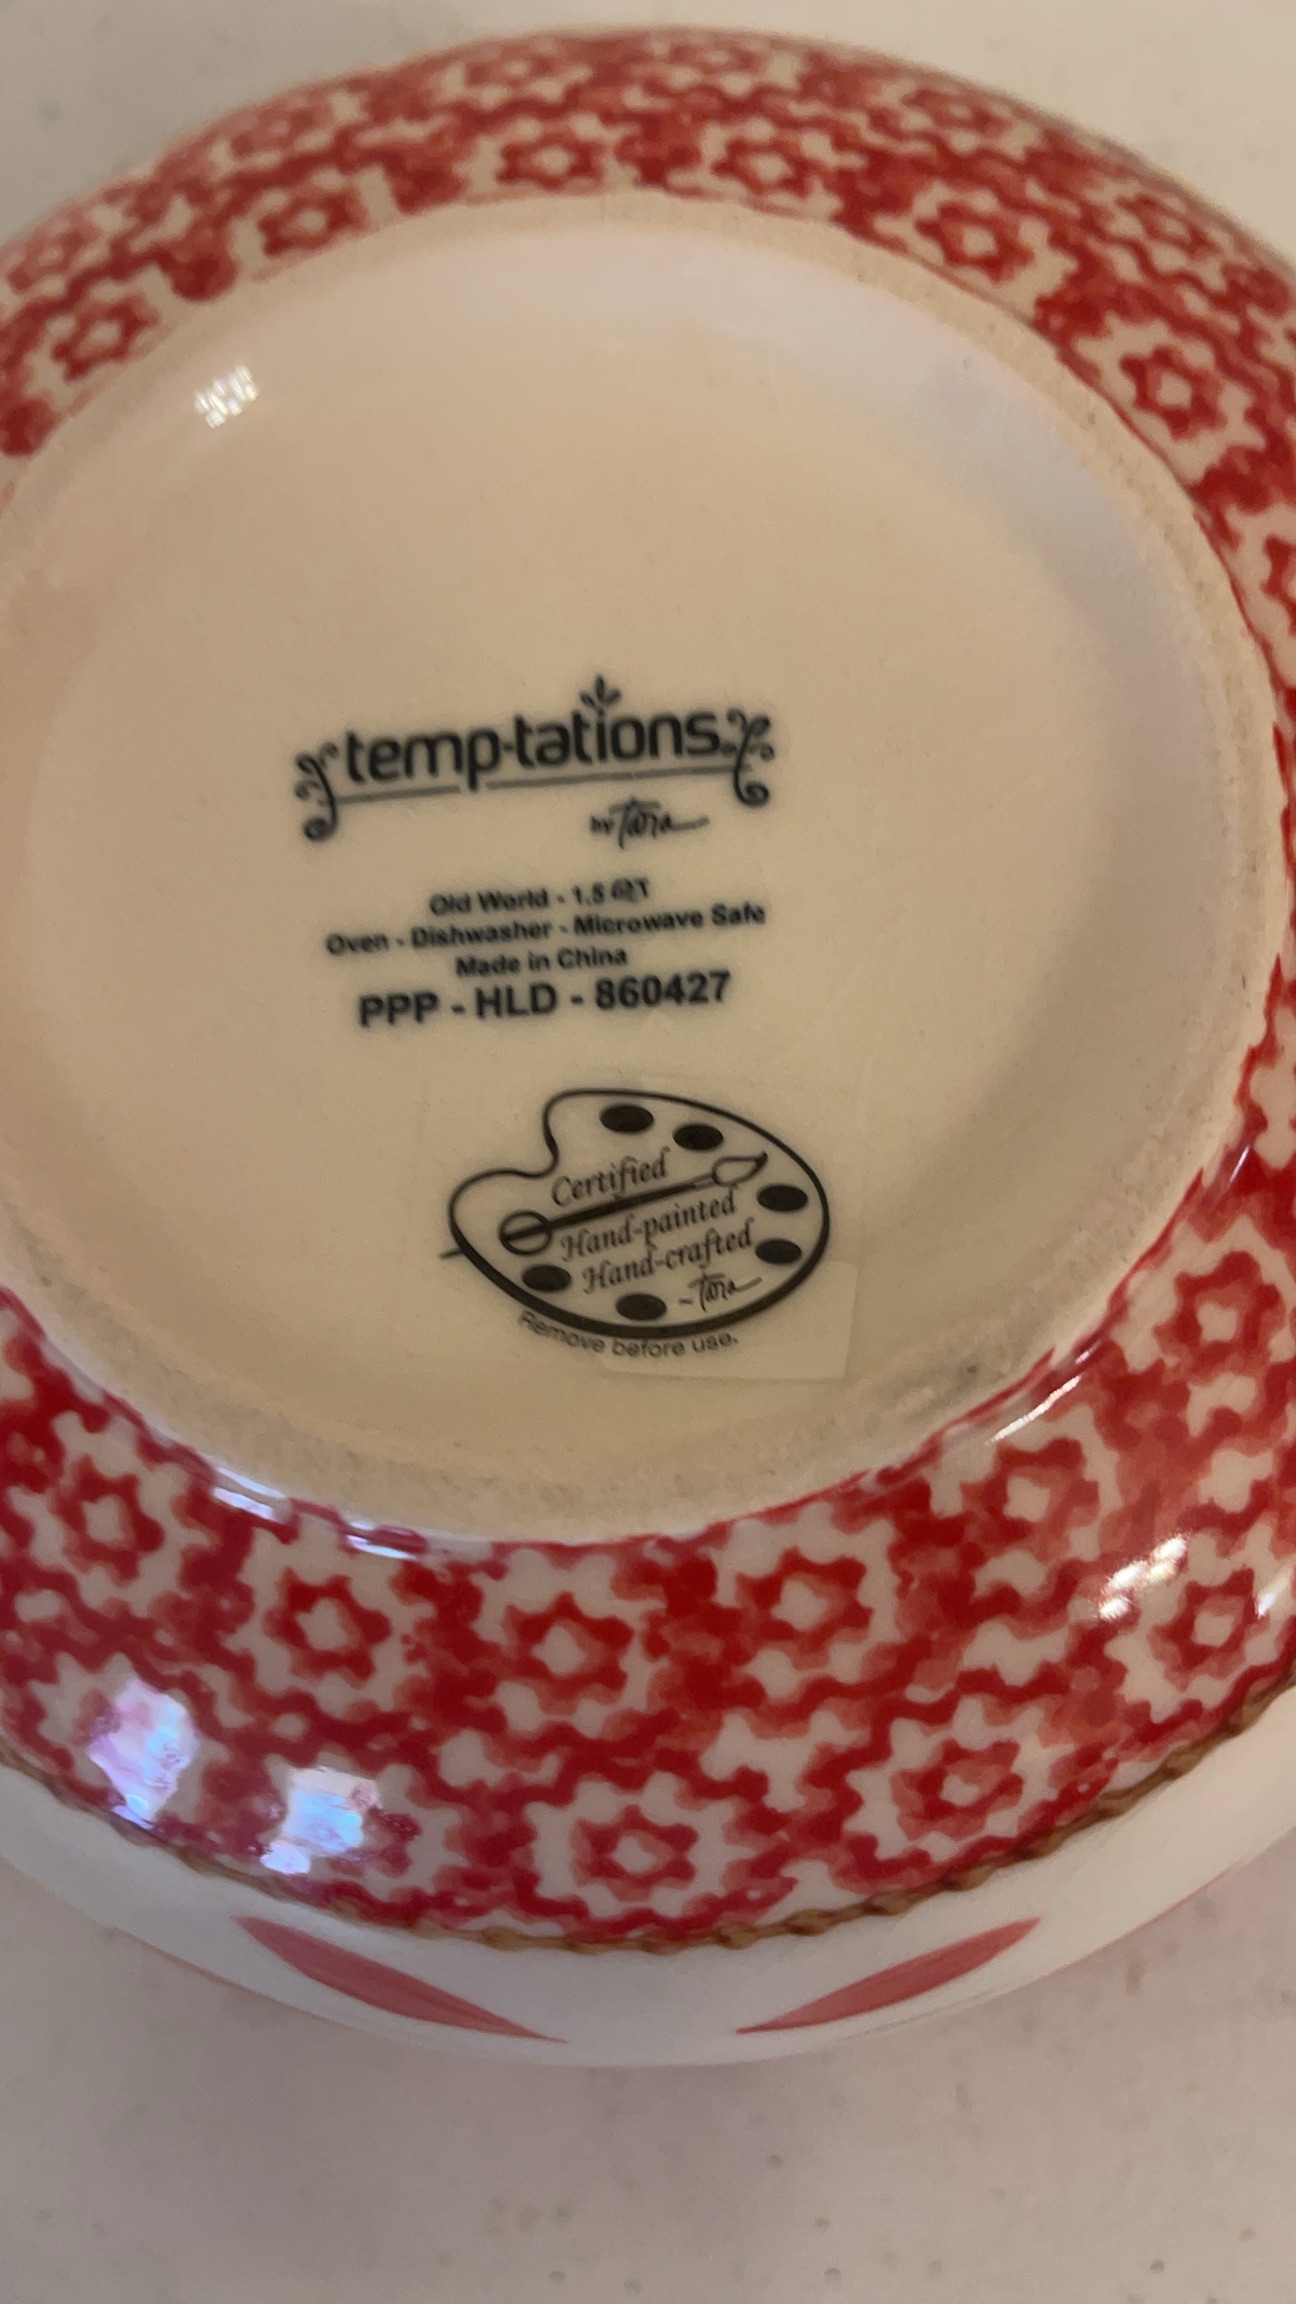 temp-tations
by Tara
Old World - 1.5 QT
Oven - Dishwasher - Microwave Safe
Made in China
PPP - HLD - 860427
Certified
Hand-painted
Hand-crafted
- Tara
Remove before use.